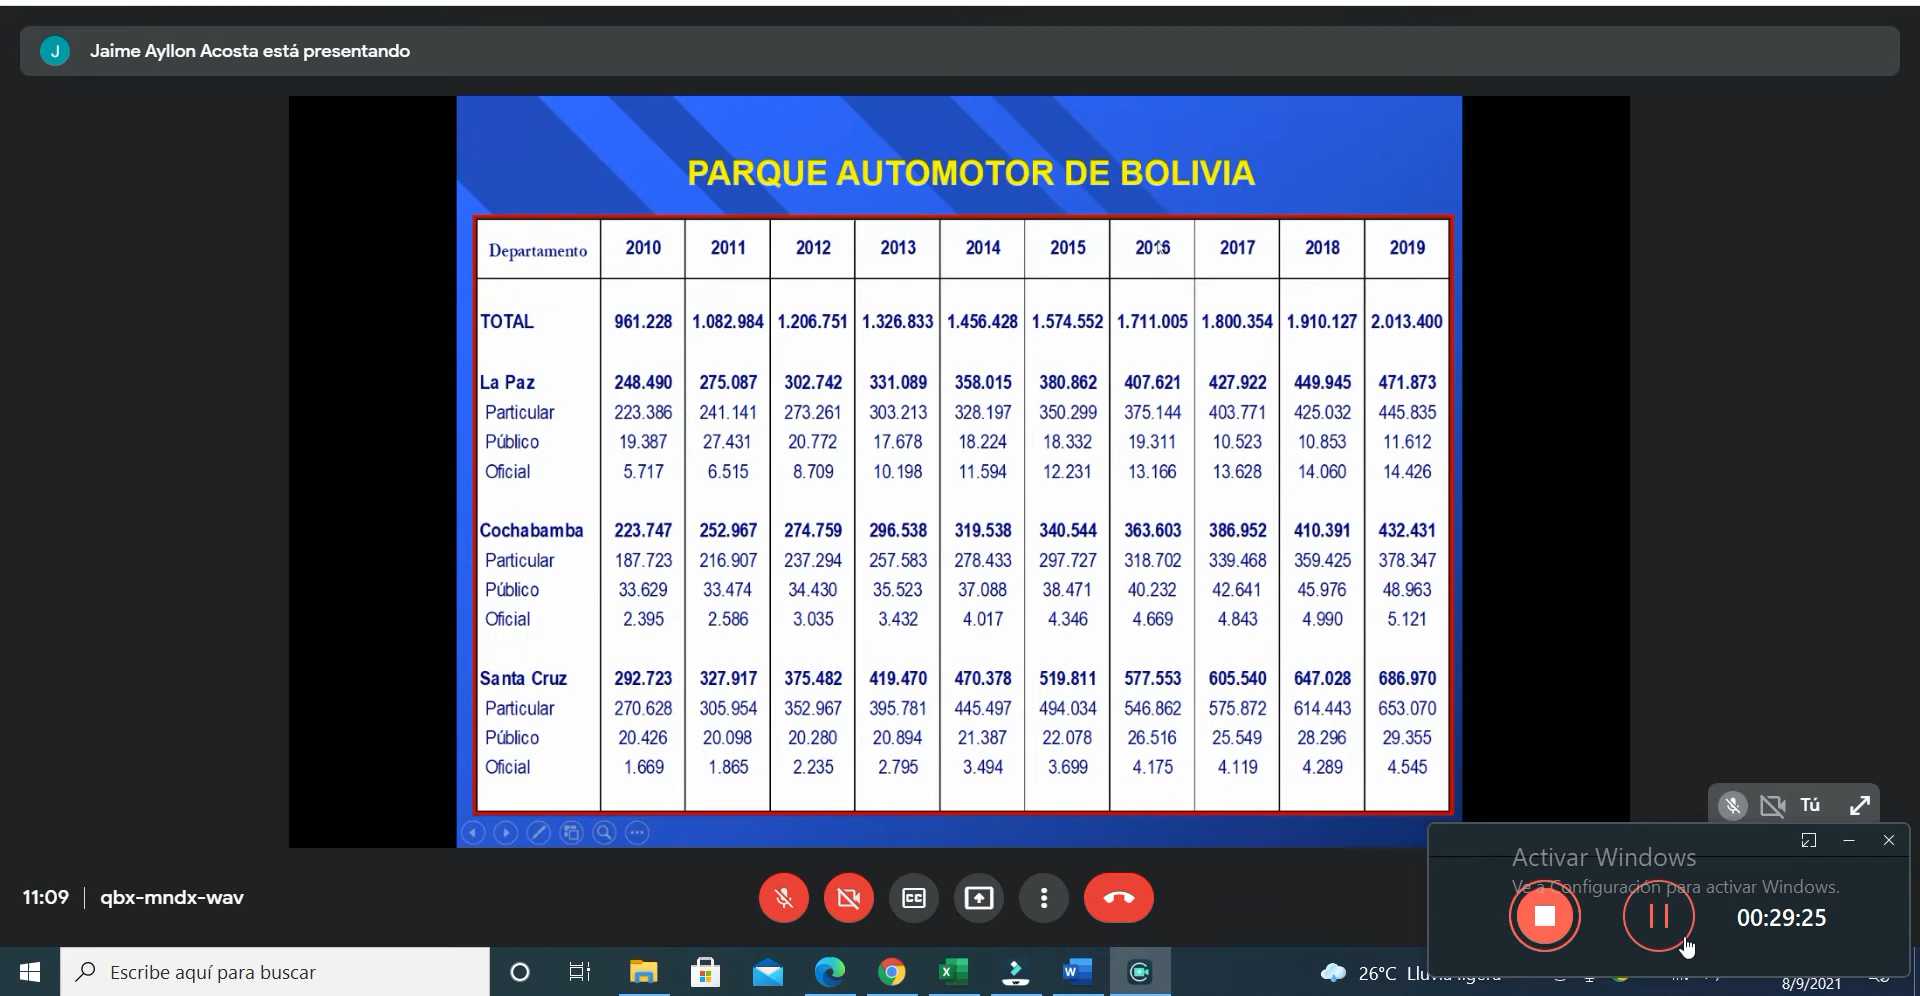 J Jaime Ayllon Acosta está presentando
PARQUE AUTOMOTOR DE BOLIVIA
Departamento 2010 2011 2012 2013 2014 2015 2016 2017 2018 2019
TOTAL 961.228 1.082.984 1.206.751 1.326.833 1.456.428 1.574.552 1.711.005 1.800.354 1.910.127 2.013.400
La Paz 248.490 275.087 302.742 331.089 358.015 380.862 407.621 427.922 449.945 471.873
Particular 223.386 241.141 273.261 303.213 328.197 350.299 375.144 403.771 425.032 445.835
Público 19.387 27.431 20.772 17.678 18.224 18.332 19.311 10.523 10.853 11.612
Oficial 5.717 6.515 8.709 10.198 11.594 12.231 13.166 13.628 14.060 14.426
Cochabamba 223.747 252.967 274.759 296.538 319.538 340.544 363.603 386.952 410.391 432.431
Particular 187.723 216.907 237.294 257.583 278.433 297.727 318.702 339.468 359.425 378.347
Público 33.629 33.474 34.430 35.523 37.088 38.471 40.232 42.641 45.976 48.963
Oficial 2.395 2.586 3.035 3.432 4.017 4.346 4.669 4.843 4.990 5.121
Santa Cruz 292.723 327.917 375.482 419.470 470.378 519.811 577.553 605.540 647.028 686.970
Particular 270.628 305.954 352.967 395.781 445.497 494.034 546.862 575.872 614.443 653.070
Público 20.426 20.098 20.280 20.894 21.387 22.078 26.516 25.549 28.296 29.355
Oficial 1.669 1.865 2.235 2.795 3.494 3.699 4.175 4.119 4.289 4.545
Tú
Activar Windows
Ve a Configuración para activar Windows.
00:29:25
11:09 qbx-mndx-wav
CC
Escribe aquí para buscar
26°C Lluvia ligera
8/9/2021